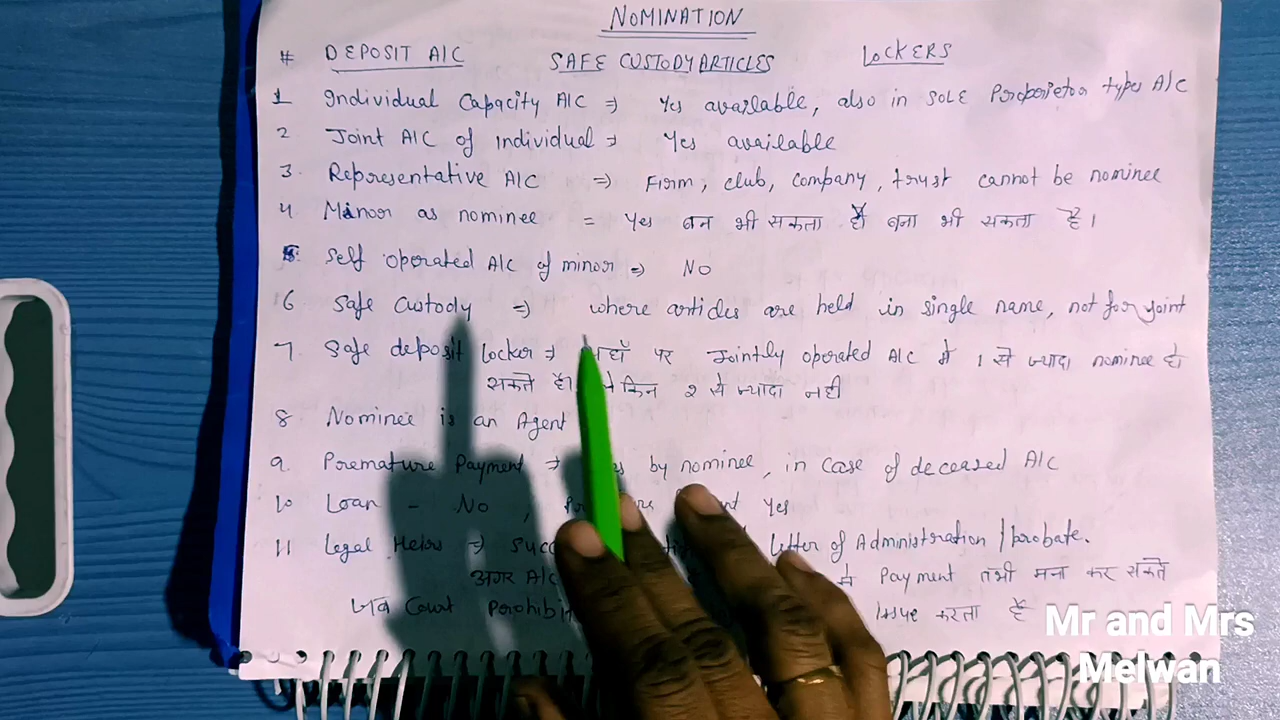 NOMINATION
# DEPOSIT A/C SAFE CUSTODY ARTICLES LOCKERS
1 Individual Capacity A/C ⇒ Yes available, also in SOLE Proporietor types A/C
2 Joint A/C of individual ⇒ Yes available
3. Representative A/C ⇒ Firm, club, company, trust cannot be nominee
4 Minor as nominee = Yes बन भी सकता है बना भी सकता है।
5 Self operated A/C of minor ⇒ No
6 Safe Custody ⇒ where articles are held in single name, not for joint
7 Safe deposit locker ⇒ पर Jointly operated A/C में 1 से ज्यादा nominee हो
सकते हैं। 2 से ज्यादा नही
8 Nominee is an Agent
9. Premature Payment ⇒ by nominee, in case of deceased A/C
10 Loan - No, Yes
11 Legal Heirs ⇒ Letter of Administration / probate.
अगर A/C से Payment तभी मना कर सकते
जब Court issue करता है
Mr and Mrs
Melwan